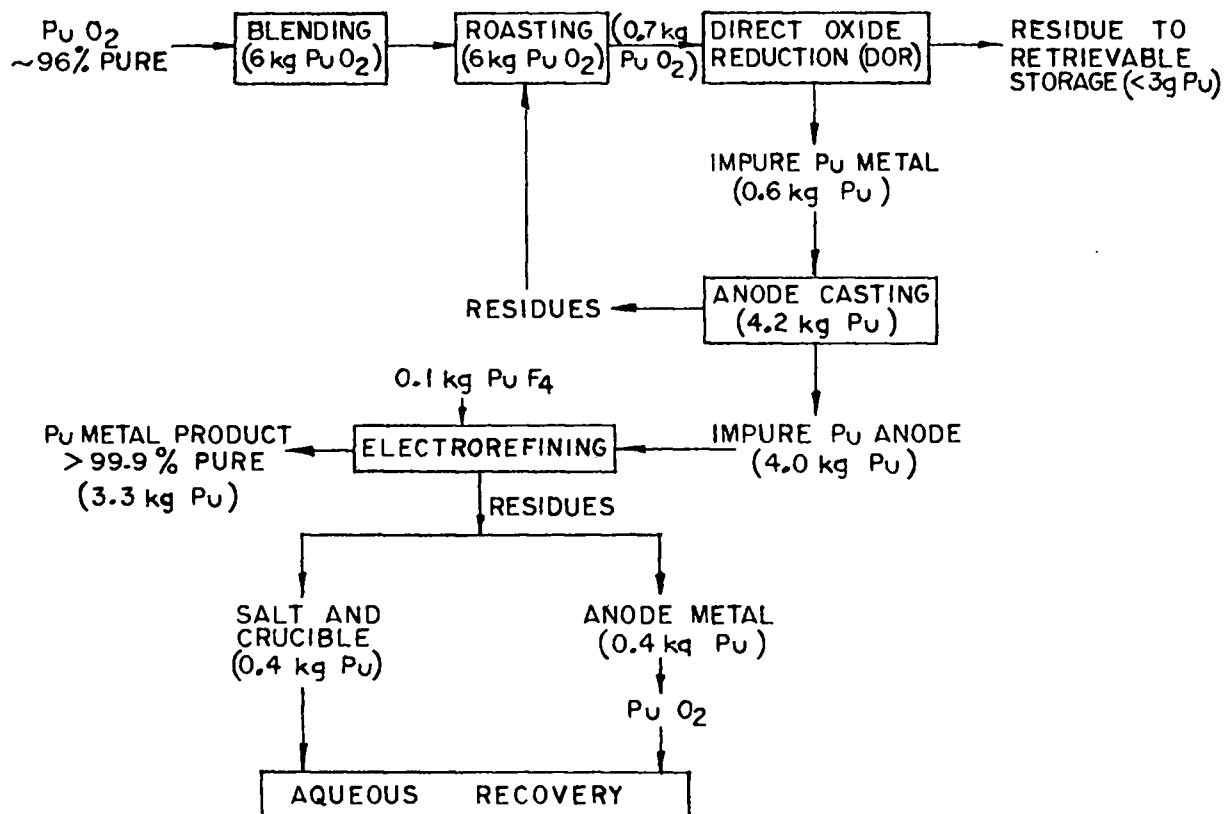 Pu O2
~96% PURE
BLENDING
(6 kg Pu O2)
ROASTING
(6 kg Pu O2)
(0.7 kg
Pu O2)
DIRECT OXIDE
REDUCTION (DOR)
RESIDUE TO
RETRIEVABLE
STORAGE (<3g Pu)
IMPURE Pu METAL
(0.6 kg Pu)
RESIDUES
ANODE CASTING
(4.2 kg Pu)
0.1 kg Pu F4
Pu METAL PRODUCT
>99.9% PURE
(3.3 kg Pu)
ELECTROREFINING
IMPURE Pu ANODE
(4.0 kg Pu)
RESIDUES
SALT AND
CRUCIBLE
(0.4 kg Pu)
ANODE METAL
(0.4 kg Pu)
Pu O2
AQUEOUS RECOVERY